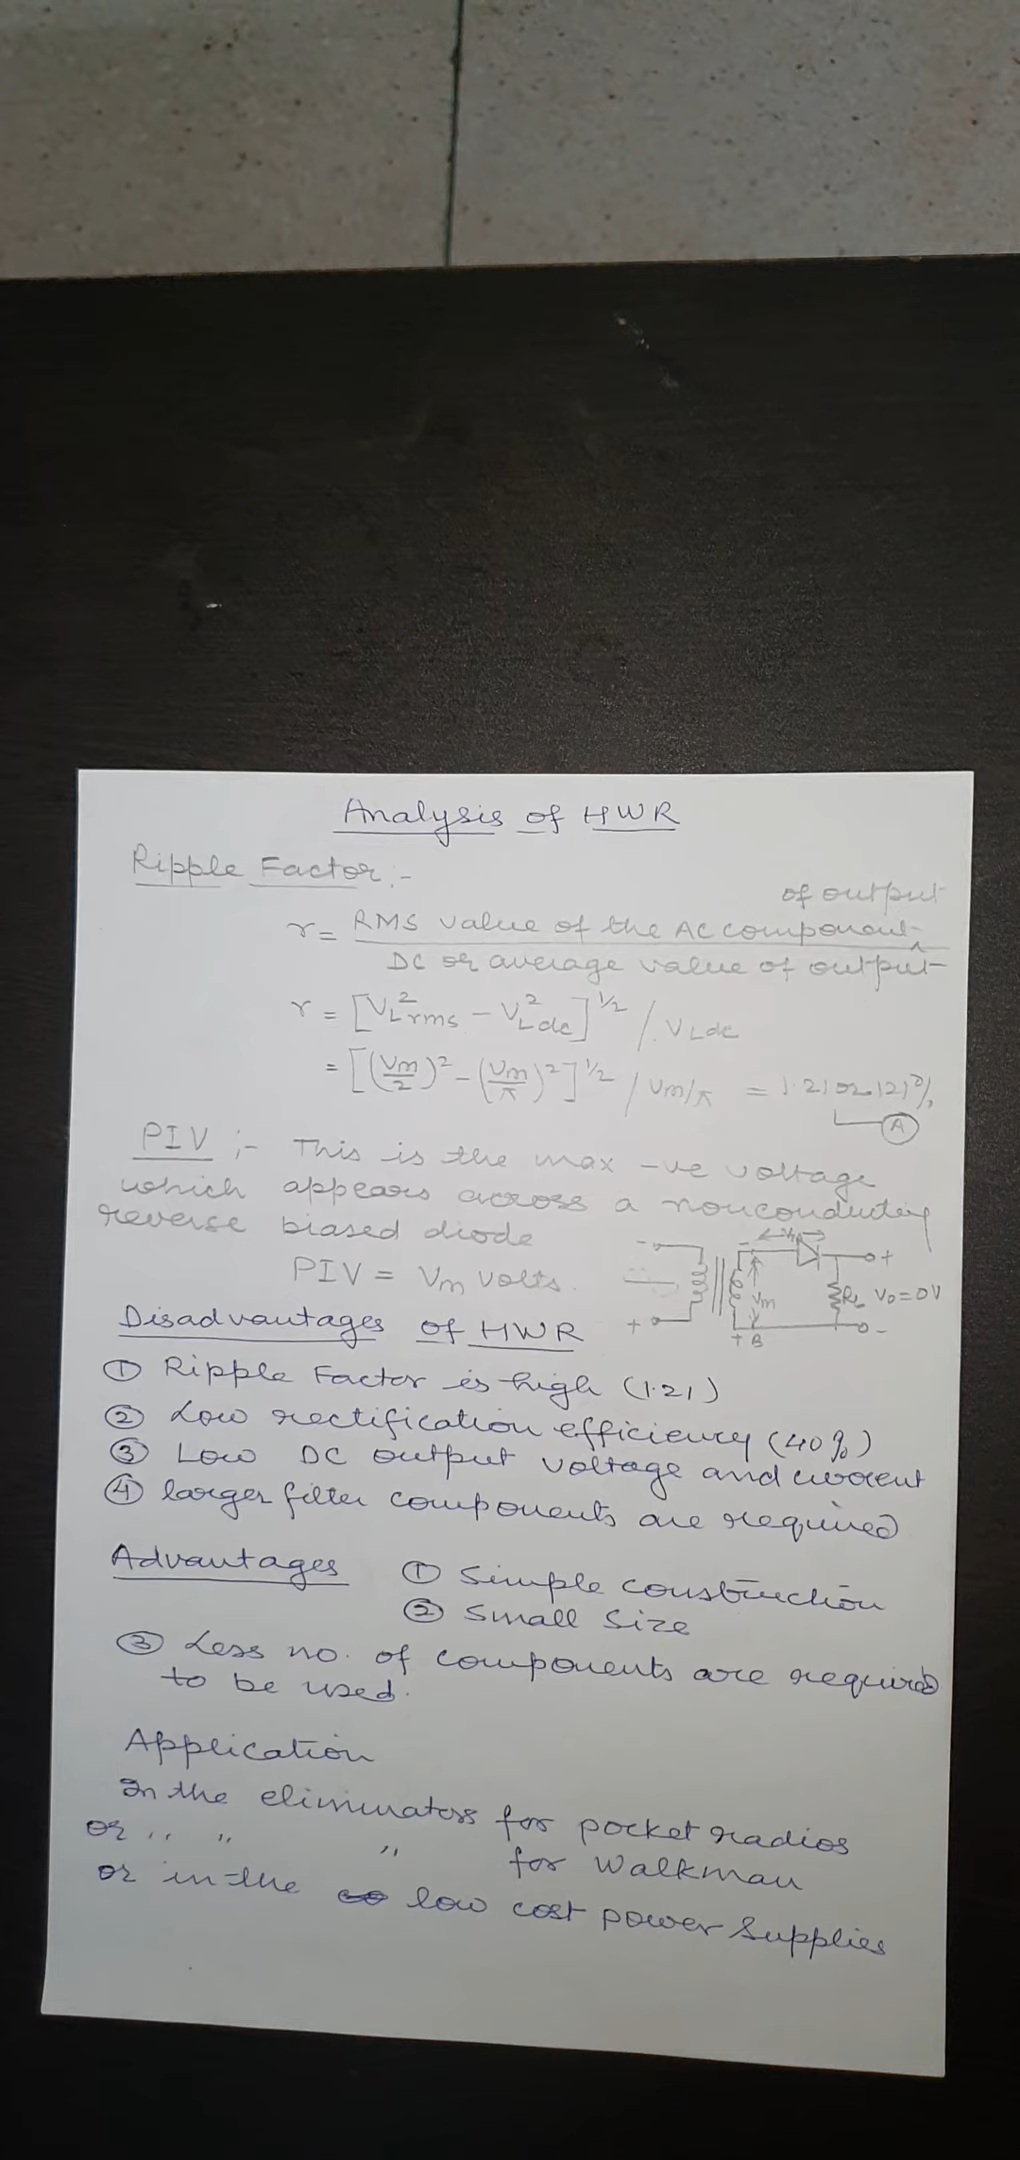 Analysis of HWR
Ripple Factor :-
of output
r = RMS value of the AC component ^
DC or average value of output
r = [V²Lrms - V²Ldc]^1/2 / VLdc
= [(Vm/2)² - (Vm/π)²]^1/2 / Vm/π = 1.21 or 121%
A
PIV :- This is the max -ve voltage
which appears across a nonconducting
reverse biased diode
PIV = Vm volts.
- - +
Vm RL Vo = 0V
+ + B -
Disadvantages of HWR
① Ripple Factor is high (1.21)
② Low rectification efficiency (40%)
③ Low DC output voltage and current
④ larger filter components are required
Advantages ① Simple construction
② Small Size
③ Less no. of components are required
to be used.
Application
In the eliminators for pocket radios
or " " " for Walkman
or in the low cost power Supplies